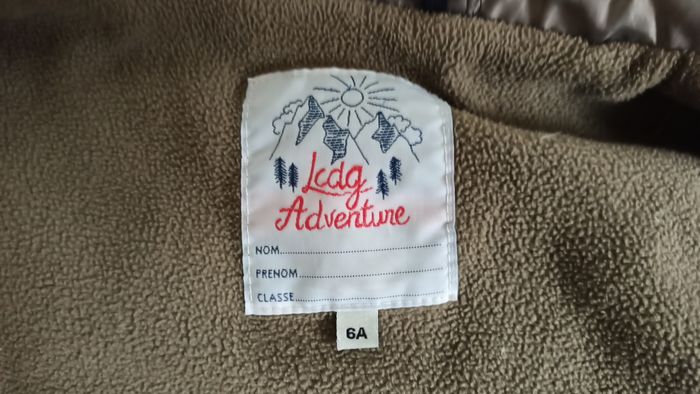 Lcdg
Adventure
NOM
PRENOM
CLASSE
6A